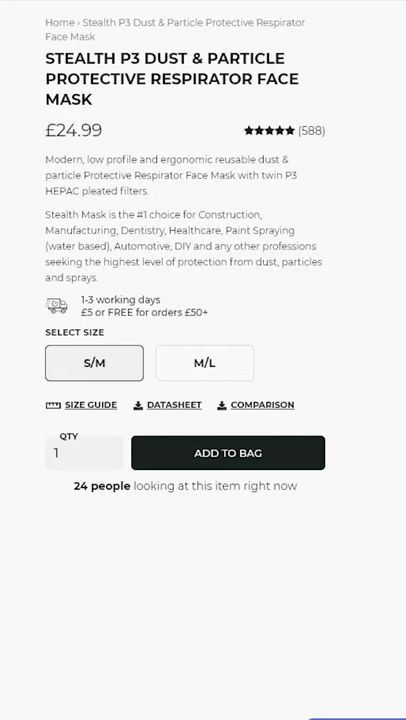 Home › Stealth P3 Dust & Particle Protective Respirator
Face Mask
STEALTH P3 DUST & PARTICLE
PROTECTIVE RESPIRATOR FACE
MASK
£24.99
★★★★★ (588)
Modern, low profile and ergonomic reusable dust &
particle Protective Respirator Face Mask with twin P3
HEPAC pleated filters.
Stealth Mask is the #1 choice for Construction,
Manufacturing, Dentistry, Healthcare, Paint Spraying
(water based), Automotive, DIY and any other professions
seeking the highest level of protection from dust, particles
and sprays.
1-3 working days
£5 or FREE for orders £50+
SELECT SIZE
S/M
M/L
SIZE GUIDE
DATASHEET
COMPARISON
QTY
1
ADD TO BAG
24 people looking at this item right now